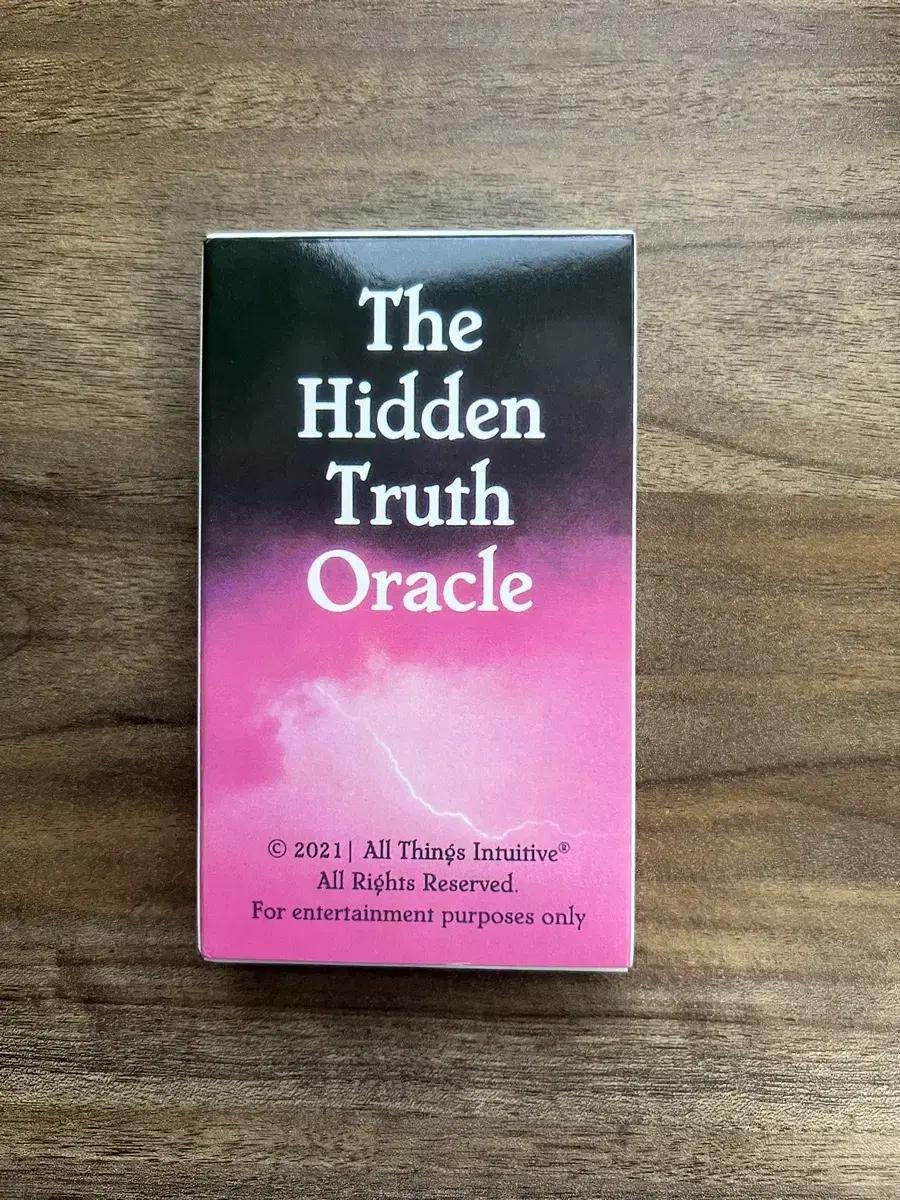 The
Hidden
Truth
Oracle
© 2021| All Things Intuitive®
All Rights Reserved.
For entertainment purposes only